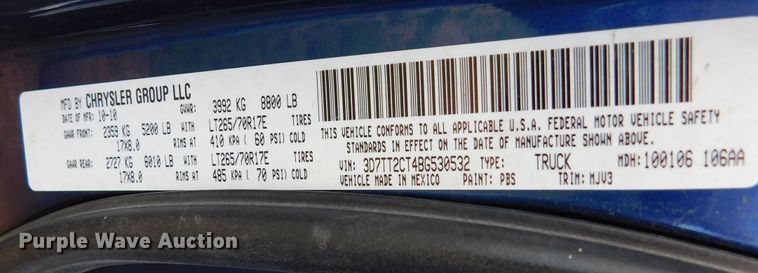 MFD BY CHRYSLER GROUP LLC
DATE OF MFR: 10-10 GVWR: 3992 KG 8800 LB
GAWR FRONT: 2359 KG 5200 LB WITH LT265/70R17E TIRES
17X8.0 RIMS AT 410 KPA ( 60 PSI) COLD
GAWR REAR: 2727 KG 6010 LB WITH LT265/70R17E TIRES
17X8.0 RIMS AT 485 KPA ( 70 PSI) COLD
THIS VEHICLE CONFORMS TO ALL APPLICABLE U.S.A. FEDERAL MOTOR VEHICLE SAFETY
STANDARDS IN EFFECT ON THE DATE OF MANUFACTURE SHOWN ABOVE.
VIN: 3D7TT2CT4BG530532 TYPE: TRUCK MDH: 100106 106AA
VEHICLE MADE IN MEXICO PAINT: PBS TRIM: MJV3
Purple Wave Auction